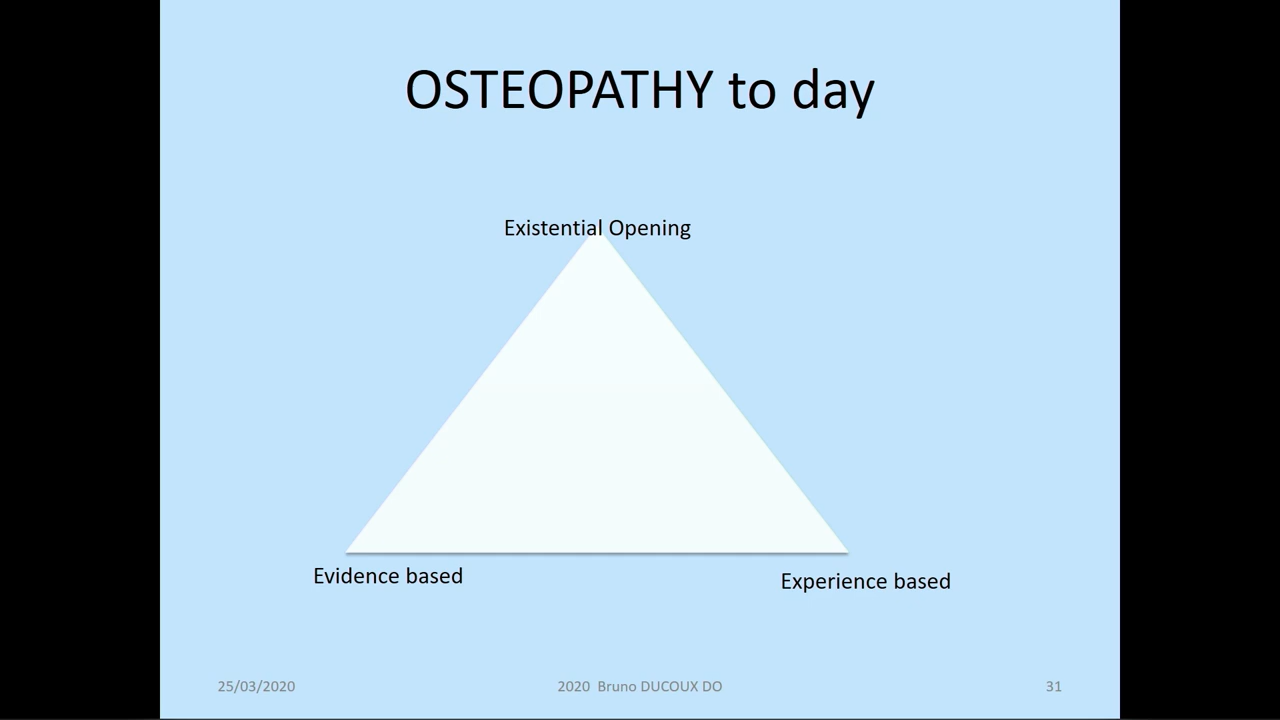 OSTEOPATHY to day
Existential Opening
Evidence based
Experience based
25/03/2020
2020 Bruno DUCOUX DO
31